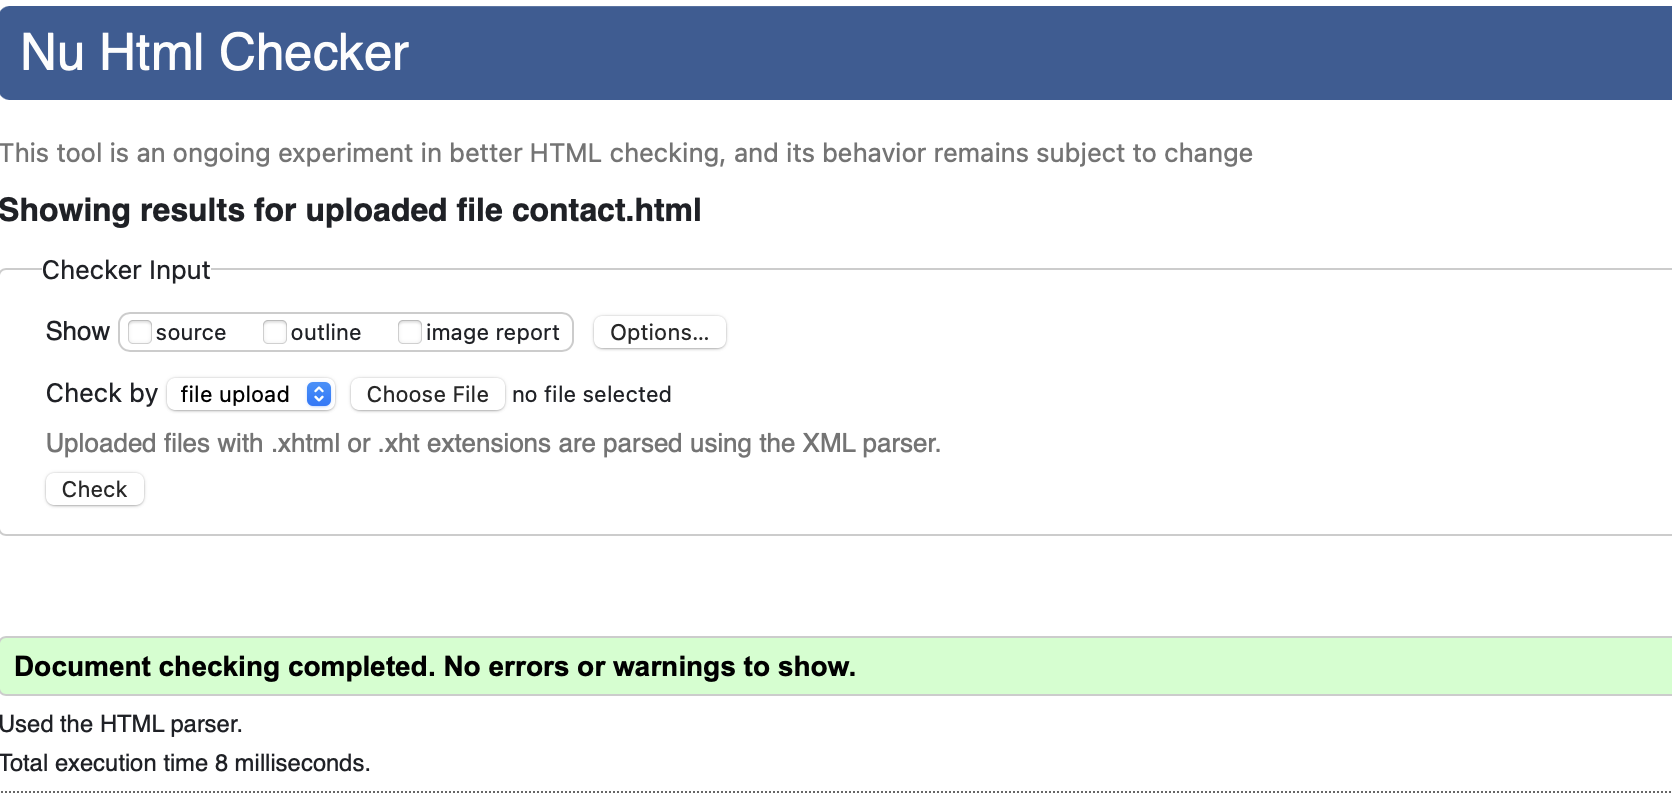 Nu Html Checker
This tool is an ongoing experiment in better HTML checking, and its behavior remains subject to change
Showing results for uploaded file contact.html
Checker Input
Show source outline image report Options...
Check by file upload Choose File no file selected
Uploaded files with .xhtml or .xht extensions are parsed using the XML parser.
Check
Document checking completed. No errors or warnings to show.
Used the HTML parser.
Total execution time 8 milliseconds.